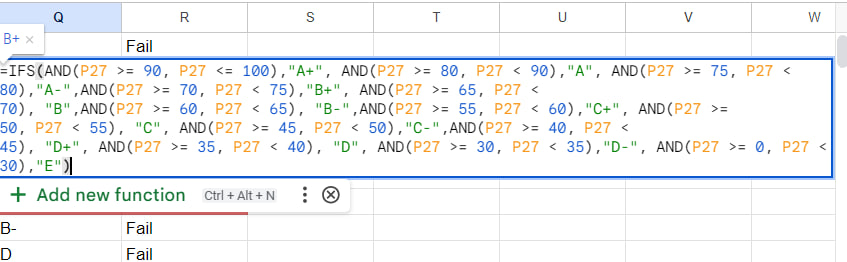 Q R S T U V W
B+ ×
Fail
=IFS(AND(P27 >= 90, P27 <= 100),"A+", AND(P27 >= 80, P27 < 90),"A", AND(P27 >= 75, P27 <
80),"A-",AND(P27 >= 70, P27 < 75),"B+", AND(P27 >= 65, P27 <
70), "B",AND(P27 >= 60, P27 < 65), "B-",AND(P27 >= 55, P27 < 60),"C+", AND(P27 >=
50, P27 < 55), "C", AND(P27 >= 45, P27 < 50),"C-",AND(P27 >= 40, P27 <
45), "D+", AND(P27 >= 35, P27 < 40), "D", AND(P27 >= 30, P27 < 35),"D-", AND(P27 >= 0, P27 <
30),"E")
+ Add new function Ctrl + Alt + N
B- Fail
D Fail